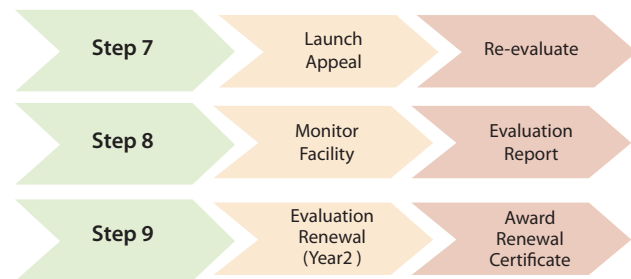 Step 7
Launch
Appeal
Re-evaluate
Step 8
Monitor
Facility
Evaluation
Report
Step 9
Evaluation
Renewal
(Year2 )
Award
Renewal
Certificate